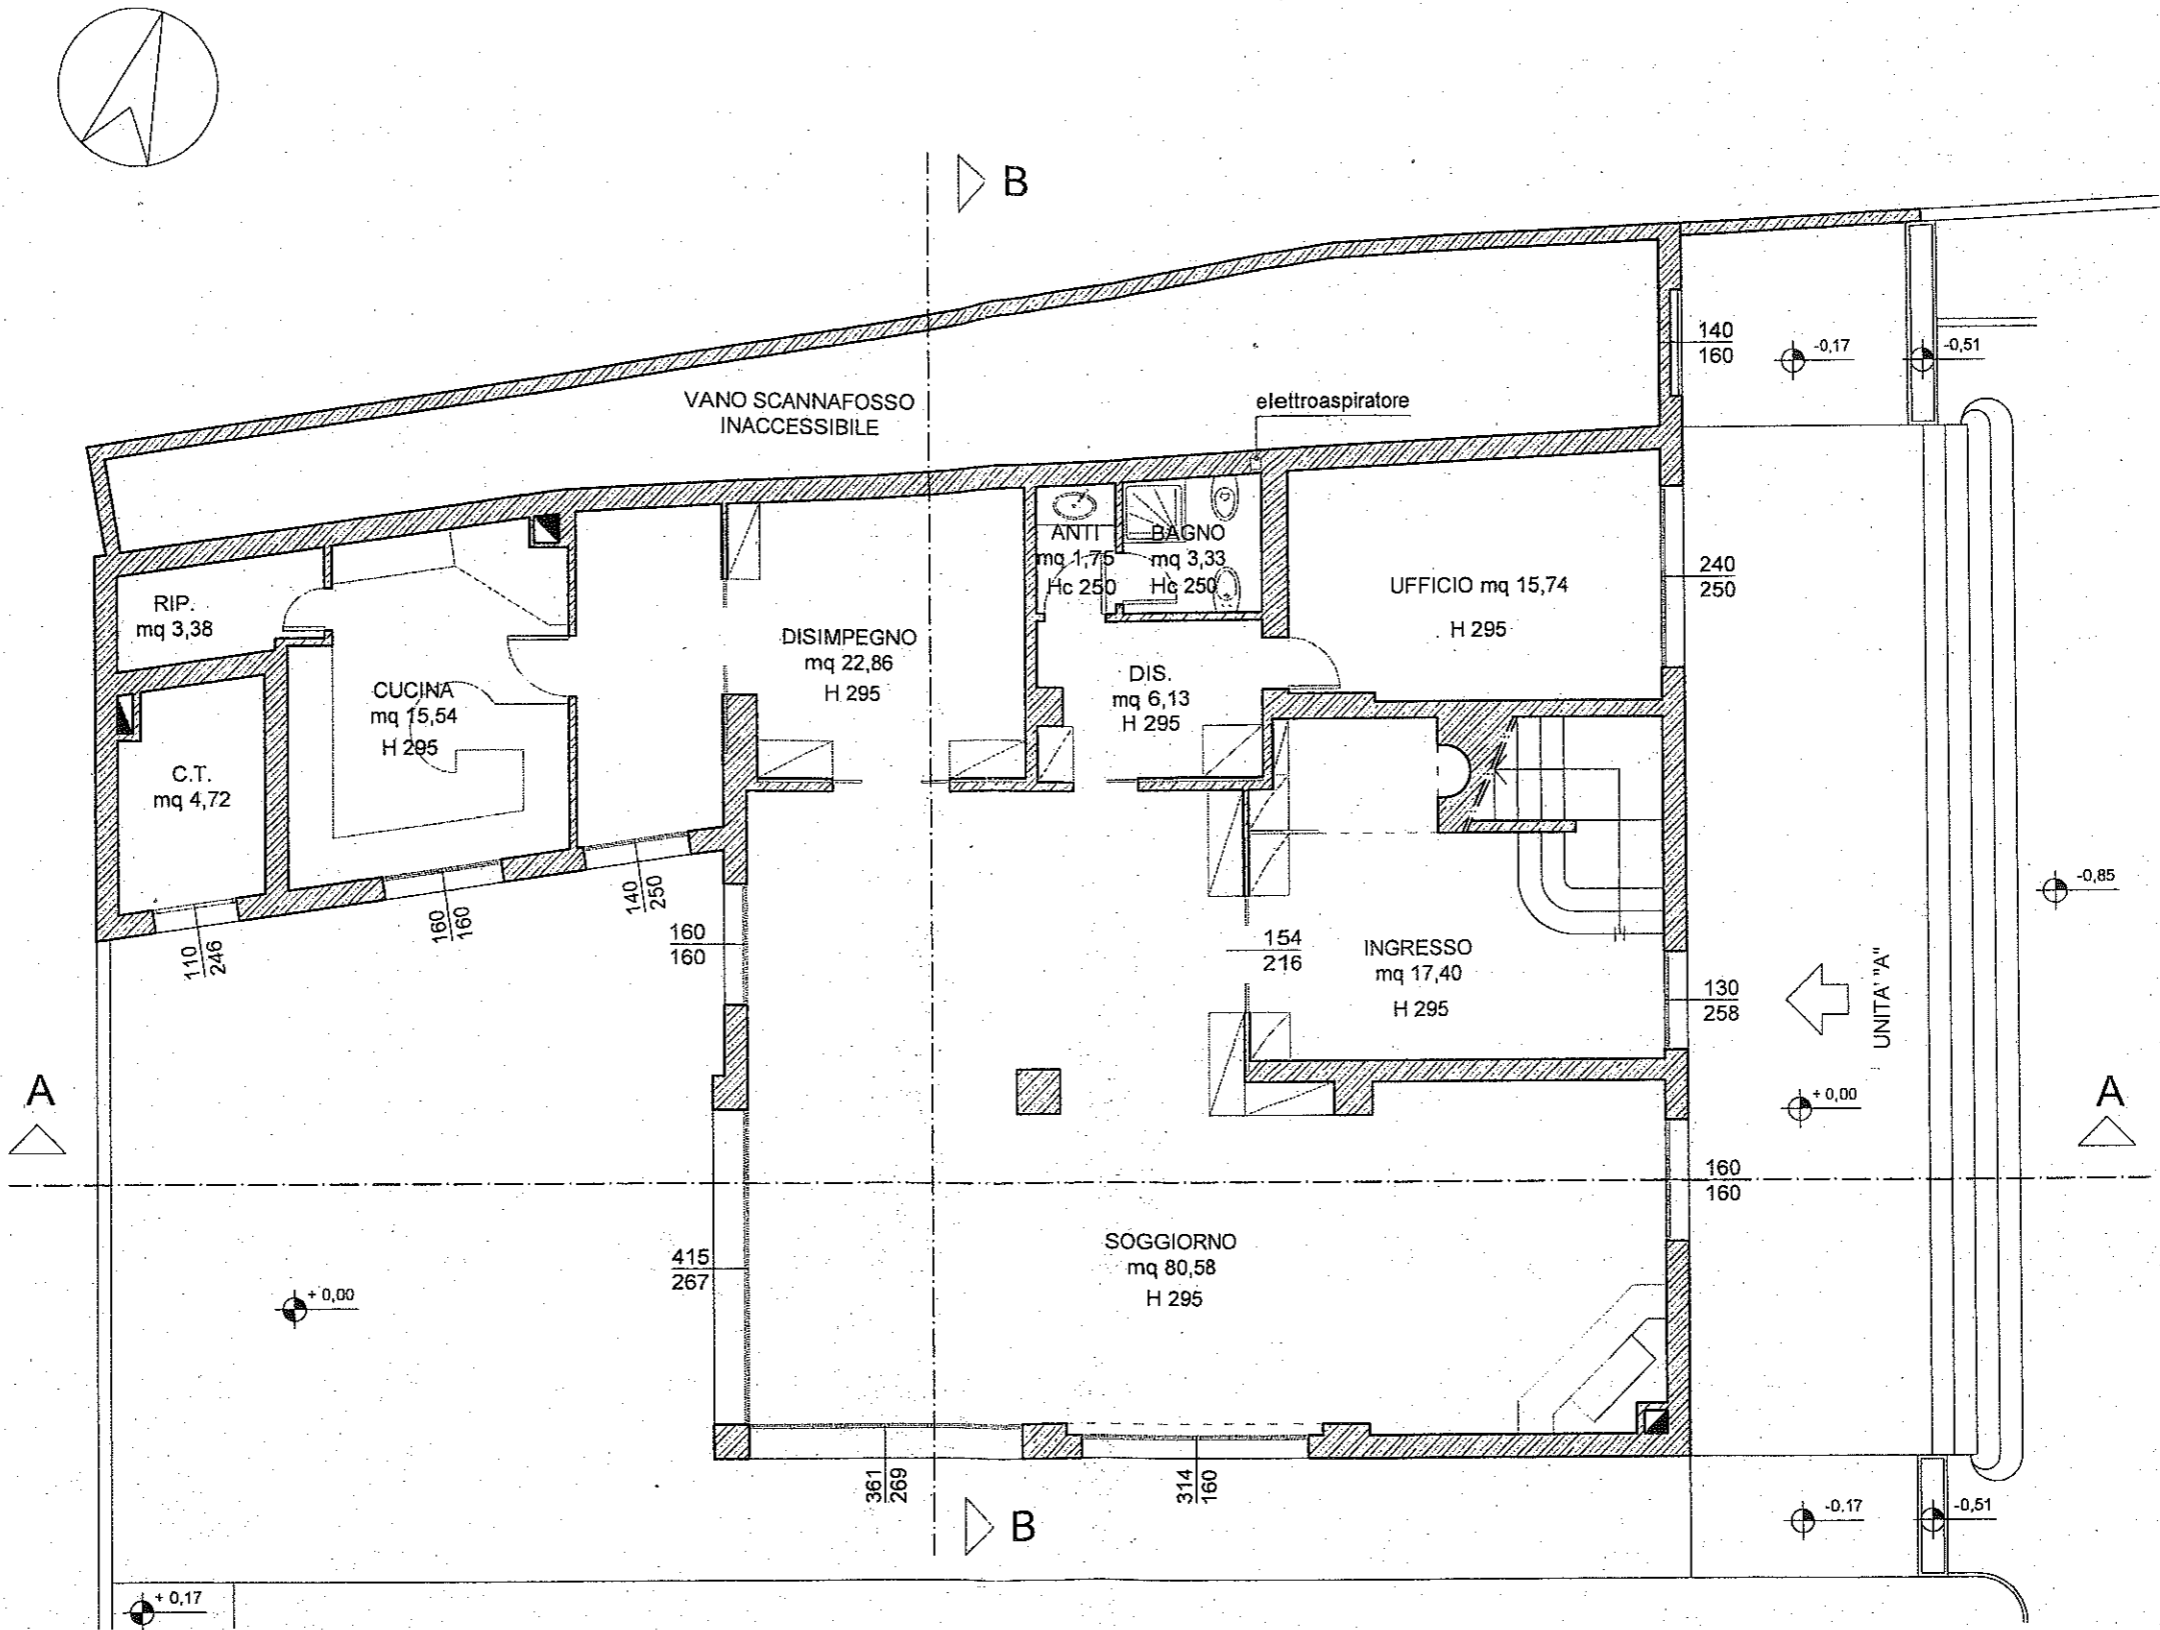 B
140
160
-0,17
-0,51
VANO SCANNAFOSSO
INACCESSIBILE
elettroaspiratore
ANTI
mq 1,75
Hc 250
BAGNO
mq 3,33
Hc 250
240
250
UFFICIO mq 15,74
H 295
RIP.
mq 3,38
DISIMPEGNO
mq 22,86
H 295
DIS.
mq 6,13
H 295
CUCINA
mq 15,54
H 295
C.T.
mq 4,72
110
246
160
160
140
250
160
160
154
216
INGRESSO
mq 17,40
H 295
130
258
UNITA' "A"
-0,85
A
+ 0,00
A
160
160
SOGGIORNO
mq 80,58
H 295
415
267
+ 0,00
361
269
314
160
B
-0,17
-0,51
+ 0,17